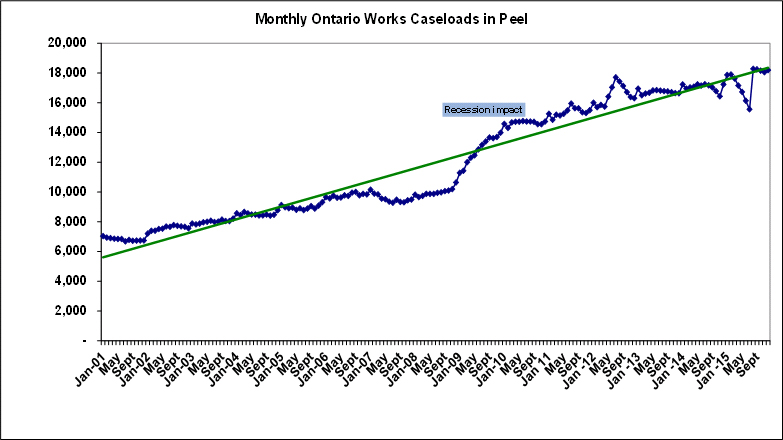 Monthly Ontario Works Caseloads in Peel
20,000
18,000
16,000
14,000
12,000
10,000
8,000
6,000
4,000
2,000
-
Recession impact
Jan-01
May
Sept
Jan-02
May
Sept
Jan-03
May
Sept
Jan-04
May
Sept
Jan-05
May
Sept
Jan-06
May
Sept
Jan-07
May
Sept
Jan-08
May
Sept
Jan-09
May
Sept
Jan-10
May
Sept
Jan 11
May
Sept
Jan -12
May
Sept
Jan -13
May
Sept
Jan -14
May
Sept
Jan -15
May
Sept